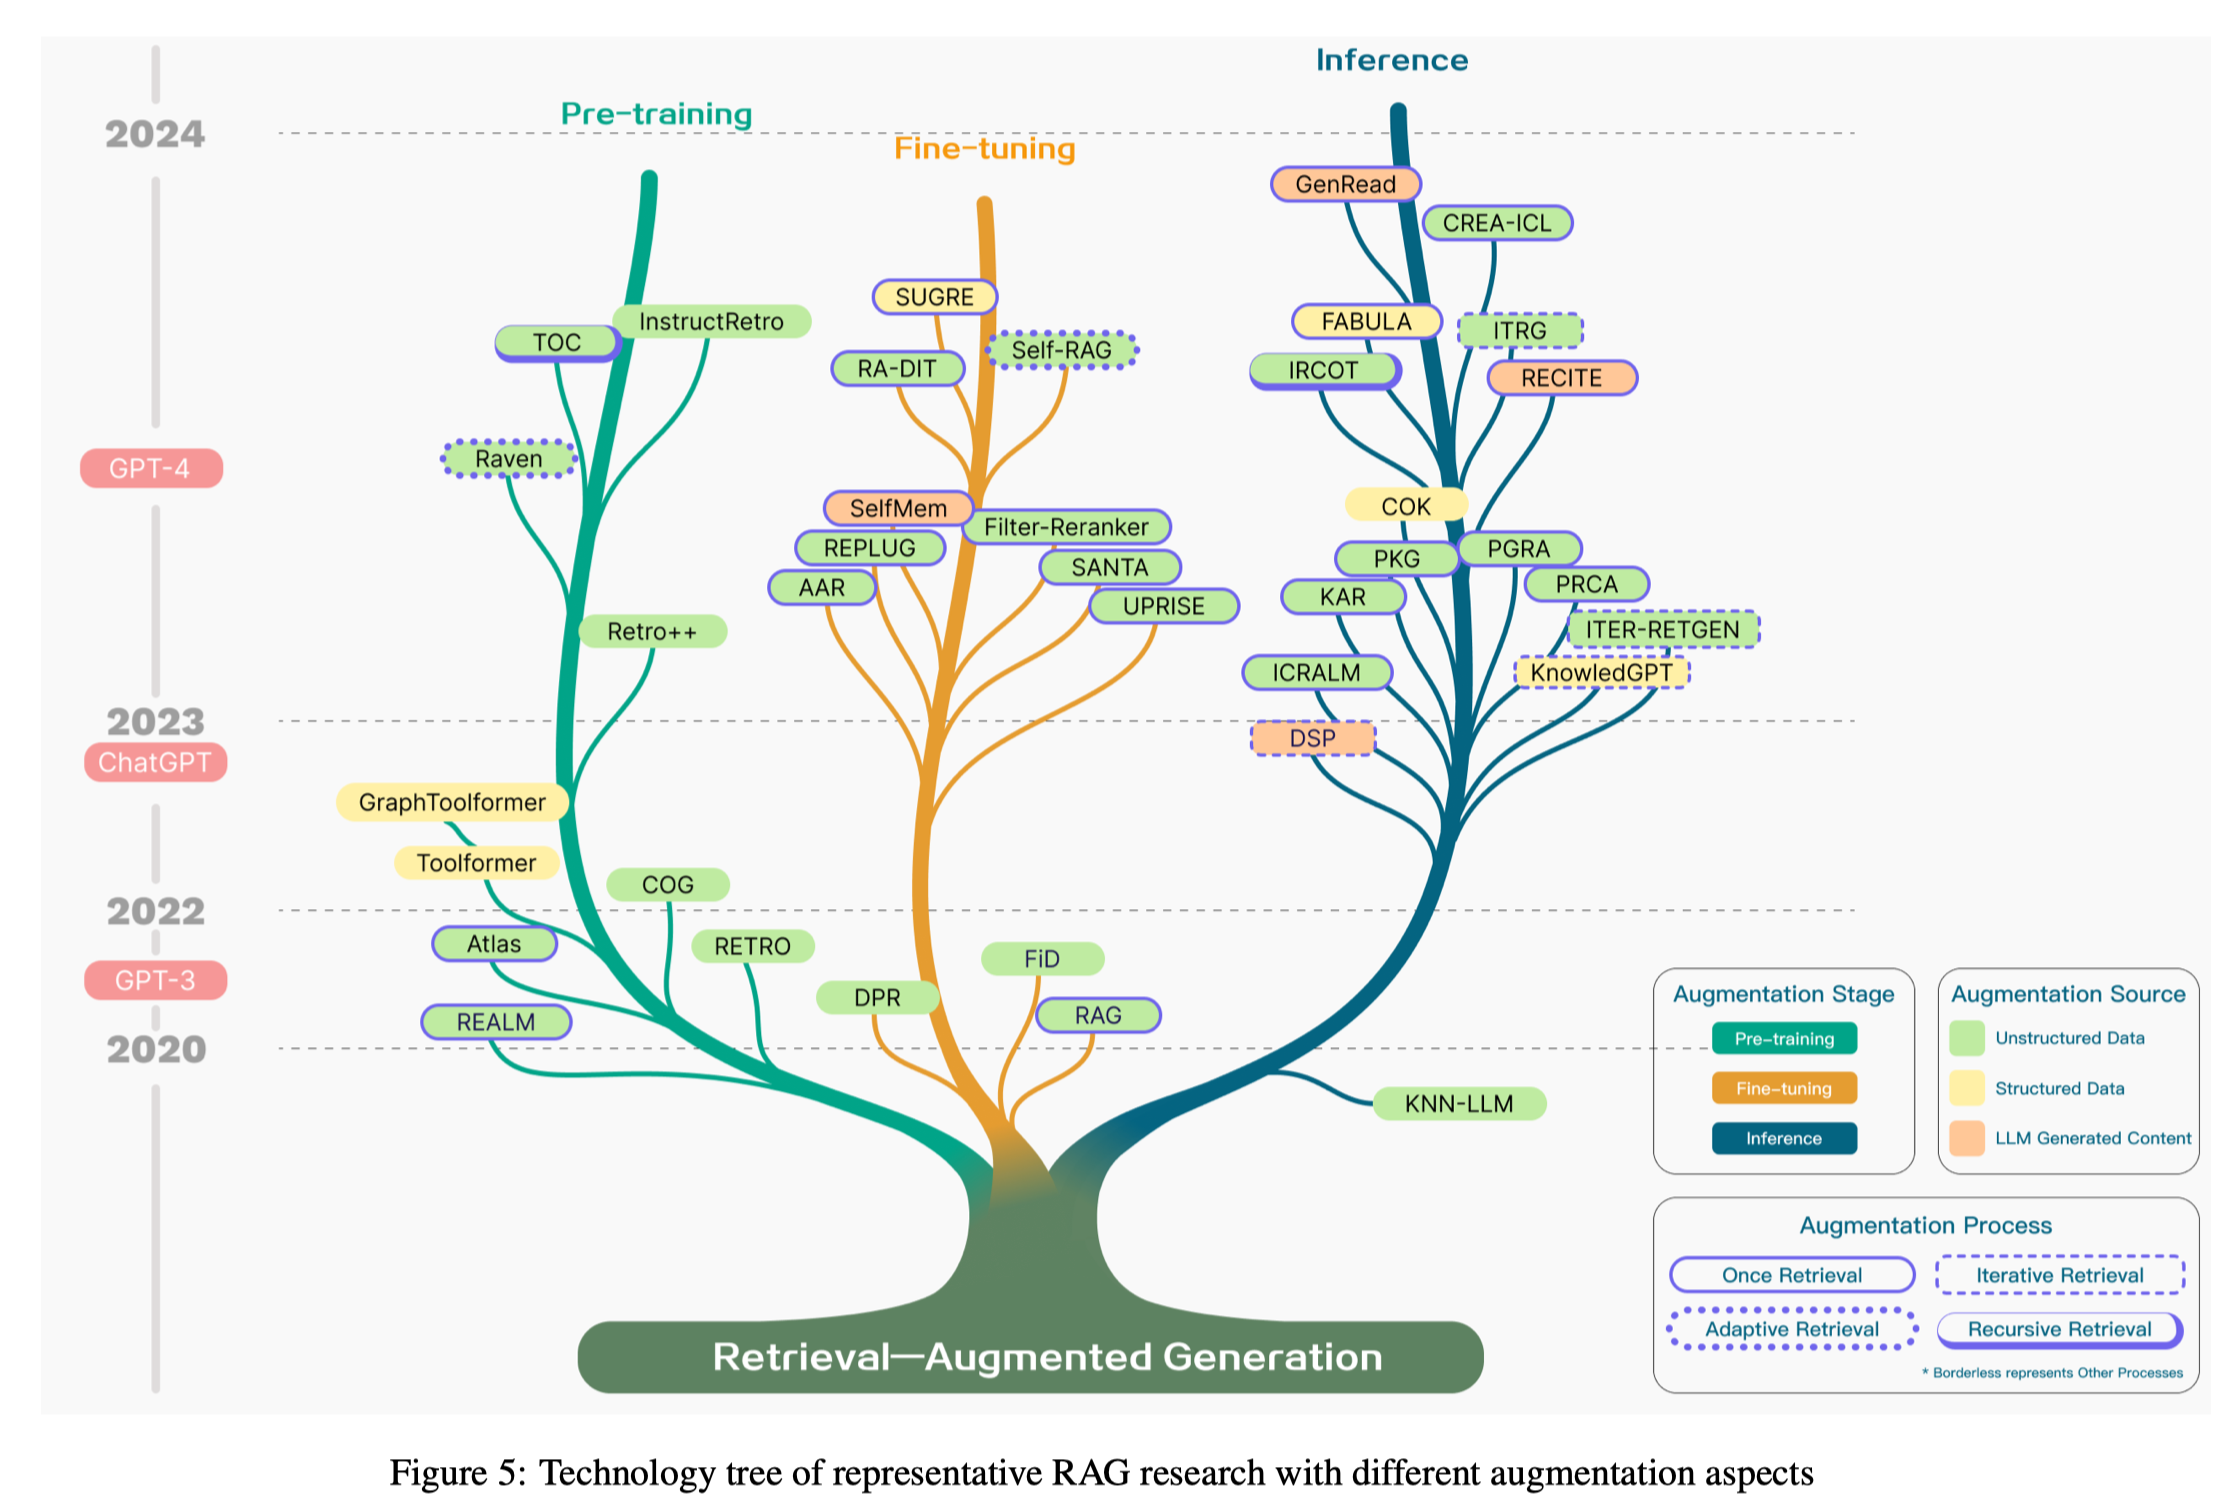 Inference
Pre-training
2024
Fine-tuning
GenRead
CREA-ICL
SUGRE
InstructRetro
FABULA
ITRG
TOC
Self-RAG
RA-DIT
IRCOT
RECITE
Raven
GPT-4
SelfMem
COK
Filter-Reranker
REPLUG
PGRA
PKG
SANTA
AAR
PRCA
KAR
UPRISE
Retro++
ITER-RETGEN
ICRALM
KnowledGPT
2023
DSP
ChatGPT
GraphToolformer
Toolformer
COG
2022
Atlas
RETRO
FiD
GPT-3
DPR
RAG
REALM
2020
KNN-LLM
Augmentation Stage
Pre-training
Fine-tuning
Inference
Augmentation Source
Unstructured Data
Structured Data
LLM Generated Content
Augmentation Process
Once Retrieval
Iterative Retrieval
Adaptive Retrieval
Recursive Retrieval
* Borderless represents Other Processes
Retrieval—Augmented Generation
Figure 5: Technology tree of representative RAG research with different augmentation aspects